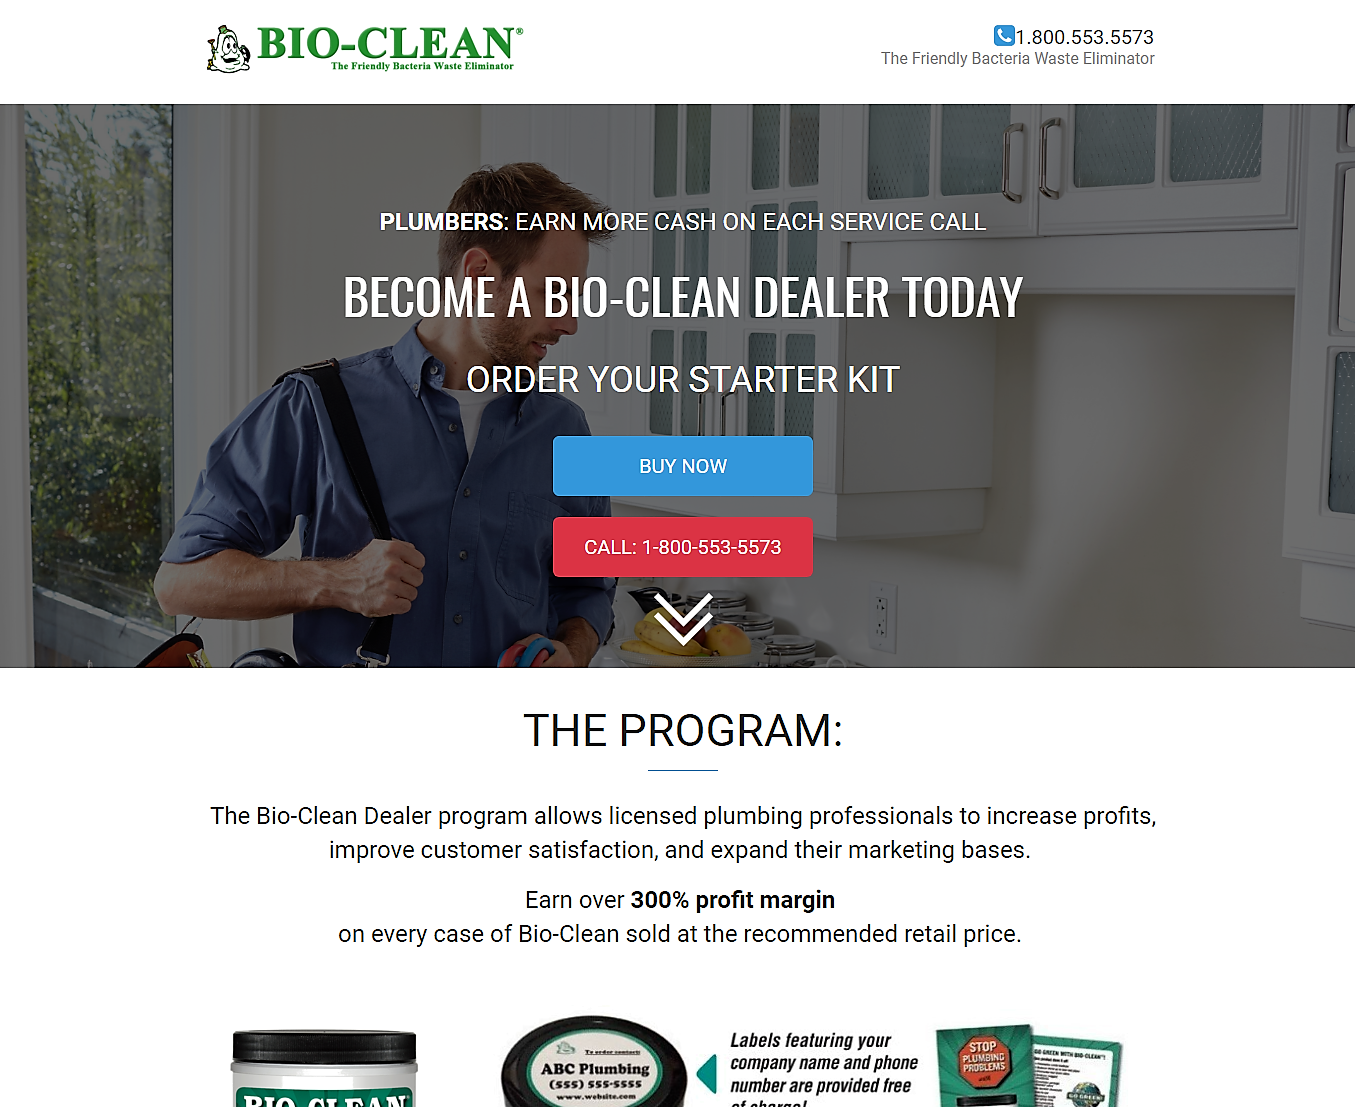 BIO-CLEAN®
The Friendly Bacteria Waste Eliminator
1.800.553.5573
The Friendly Bacteria Waste Eliminator
PLUMBERS: EARN MORE CASH ON EACH SERVICE CALL
BECOME A BIO-CLEAN DEALER TODAY
ORDER YOUR STARTER KIT
BUY NOW
CALL: 1-800-553-5573
THE PROGRAM:
The Bio-Clean Dealer program allows licensed plumbing professionals to increase profits,
improve customer satisfaction, and expand their marketing bases.
Earn over 300% profit margin
on every case of Bio-Clean sold at the recommended retail price.
BIO-CLEAN
To order contact:
ABC Plumbing
(555) 555-5555
www.website.com
Labels featuring your
company name and phone
number are provided free
of charge!
STOP
PLUMBING
PROBLEMS
GO GREEN WITH BIO-CLEAN™!
GO GREEN!